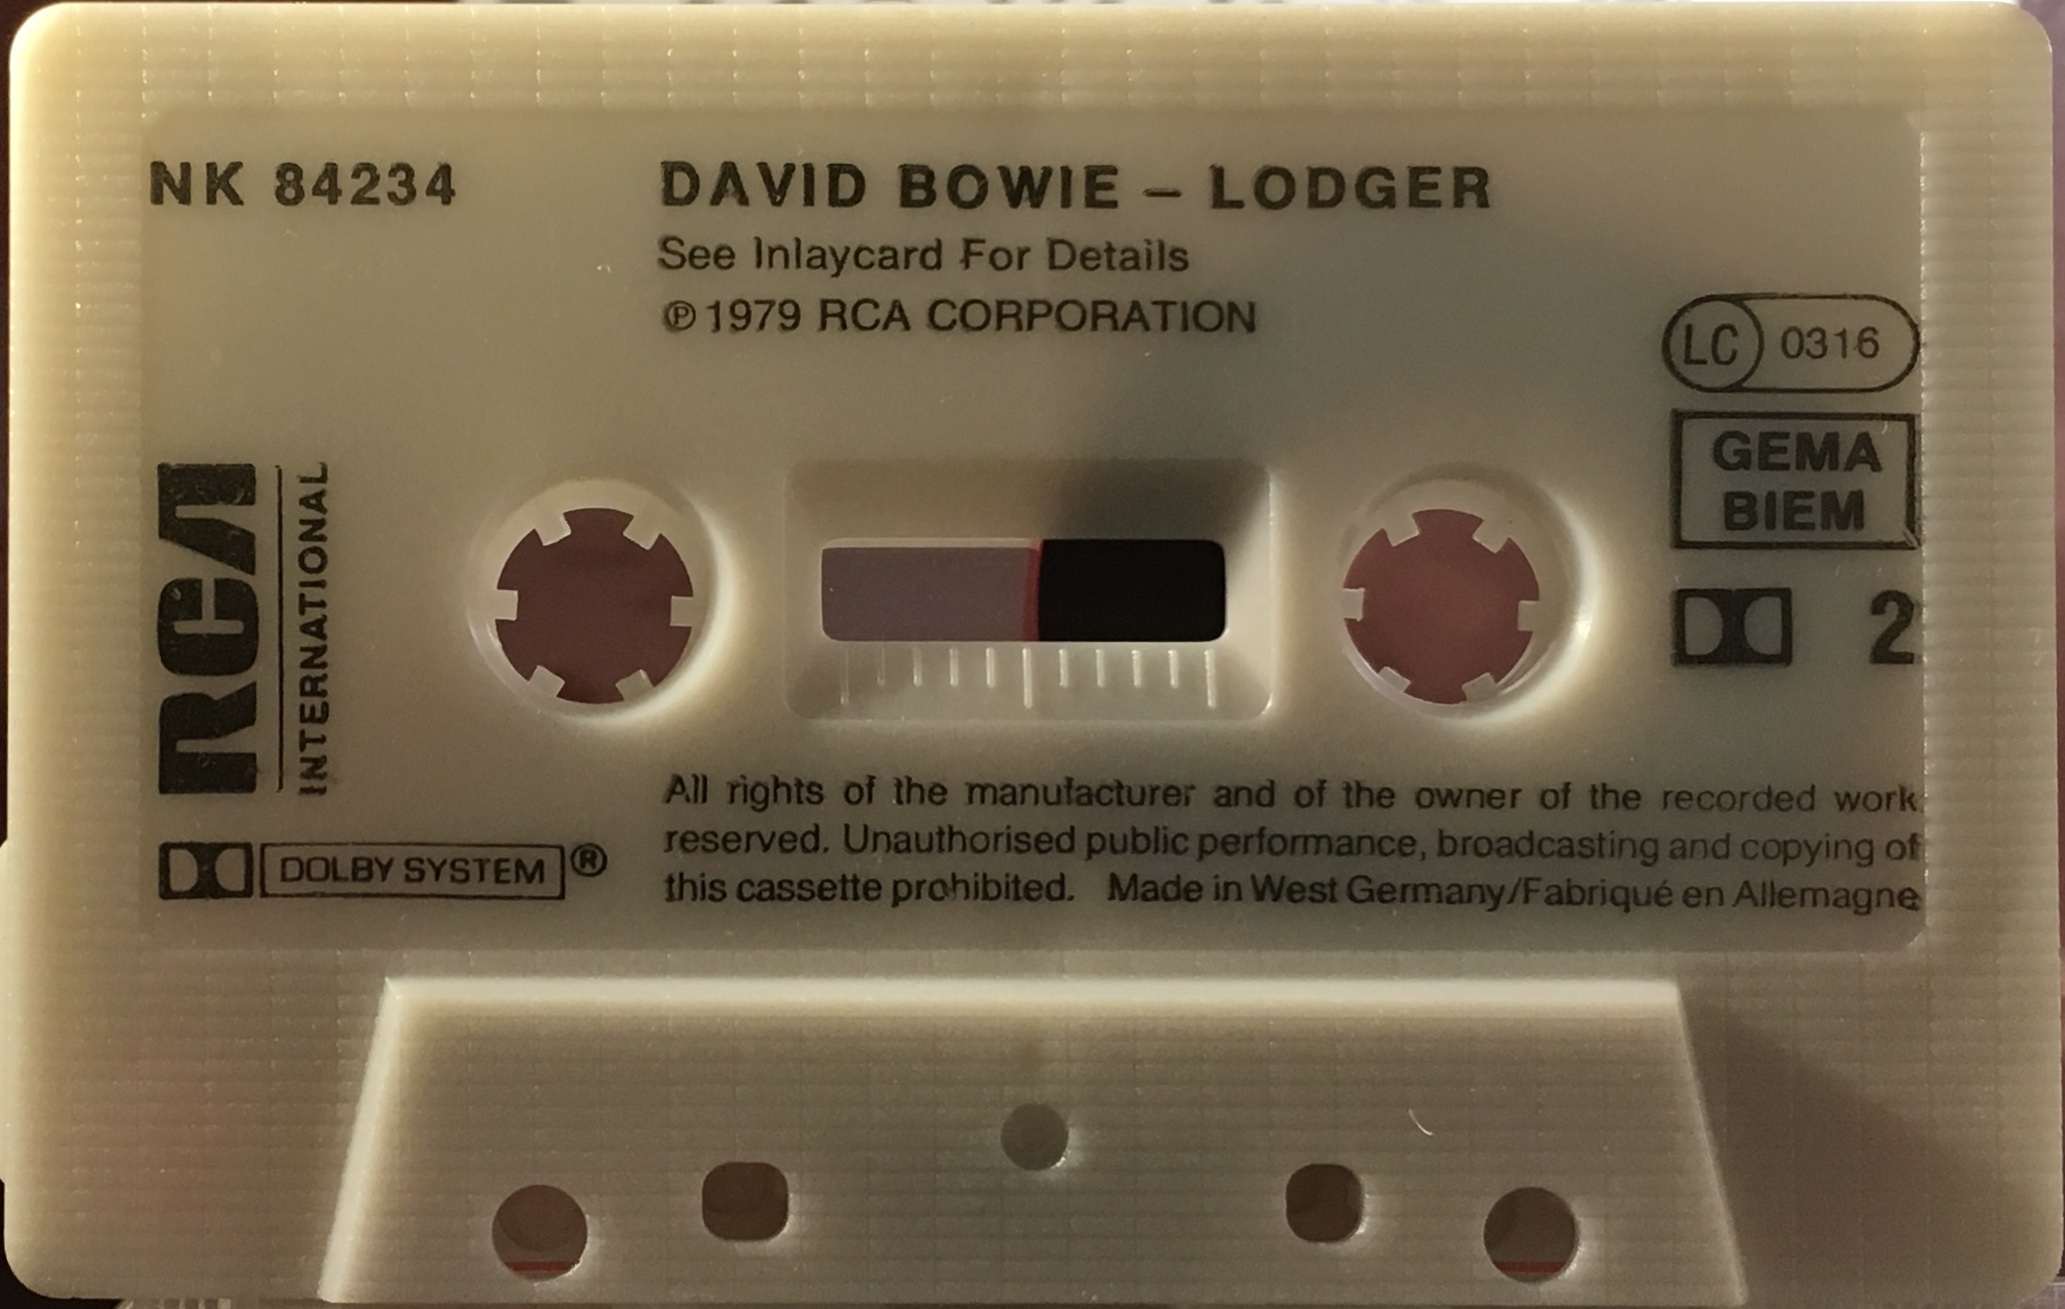 NK 84234
DAVID BOWIE – LODGER
See Inlaycard For Details
℗ 1979 RCA CORPORATION
LC 0316
GEMA
BIEM
2
RCA
INTERNATIONAL
DOLBY SYSTEM ®
All rights of the manufacturer and of the owner of the recorded work
reserved. Unauthorised public performance, broadcasting and copying of
this cassette prohibited. Made in West Germany/Fabriqué en Allemagne